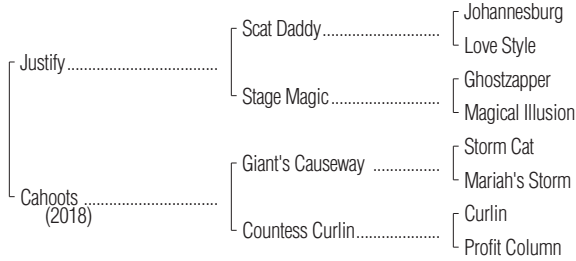 Johannesburg
Scat Daddy
Love Style
Justify
Ghostzapper
Stage Magic
Magical Illusion
Storm Cat
Giant's Causeway
Mariah's Storm
Cahoots
(2018)
Curlin
Countess Curlin
Profit Column